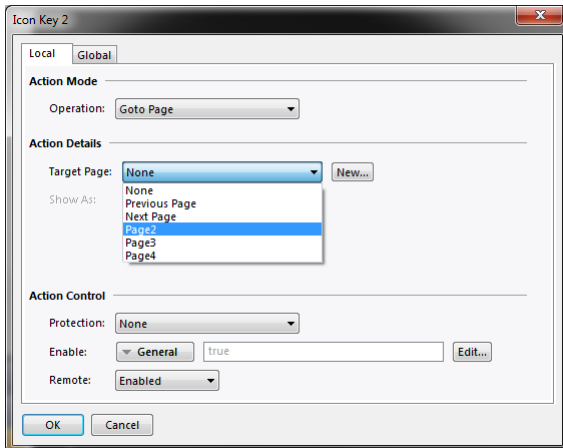 Icon Key 2
Local Global
Action Mode
Operation: Goto Page
Action Details
Target Page: None New...
Show As:
None
Previous Page
Next Page
Page2
Page3
Page4
Action Control
Protection: None
Enable: General true Edit...
Remote: Enabled
OK Cancel